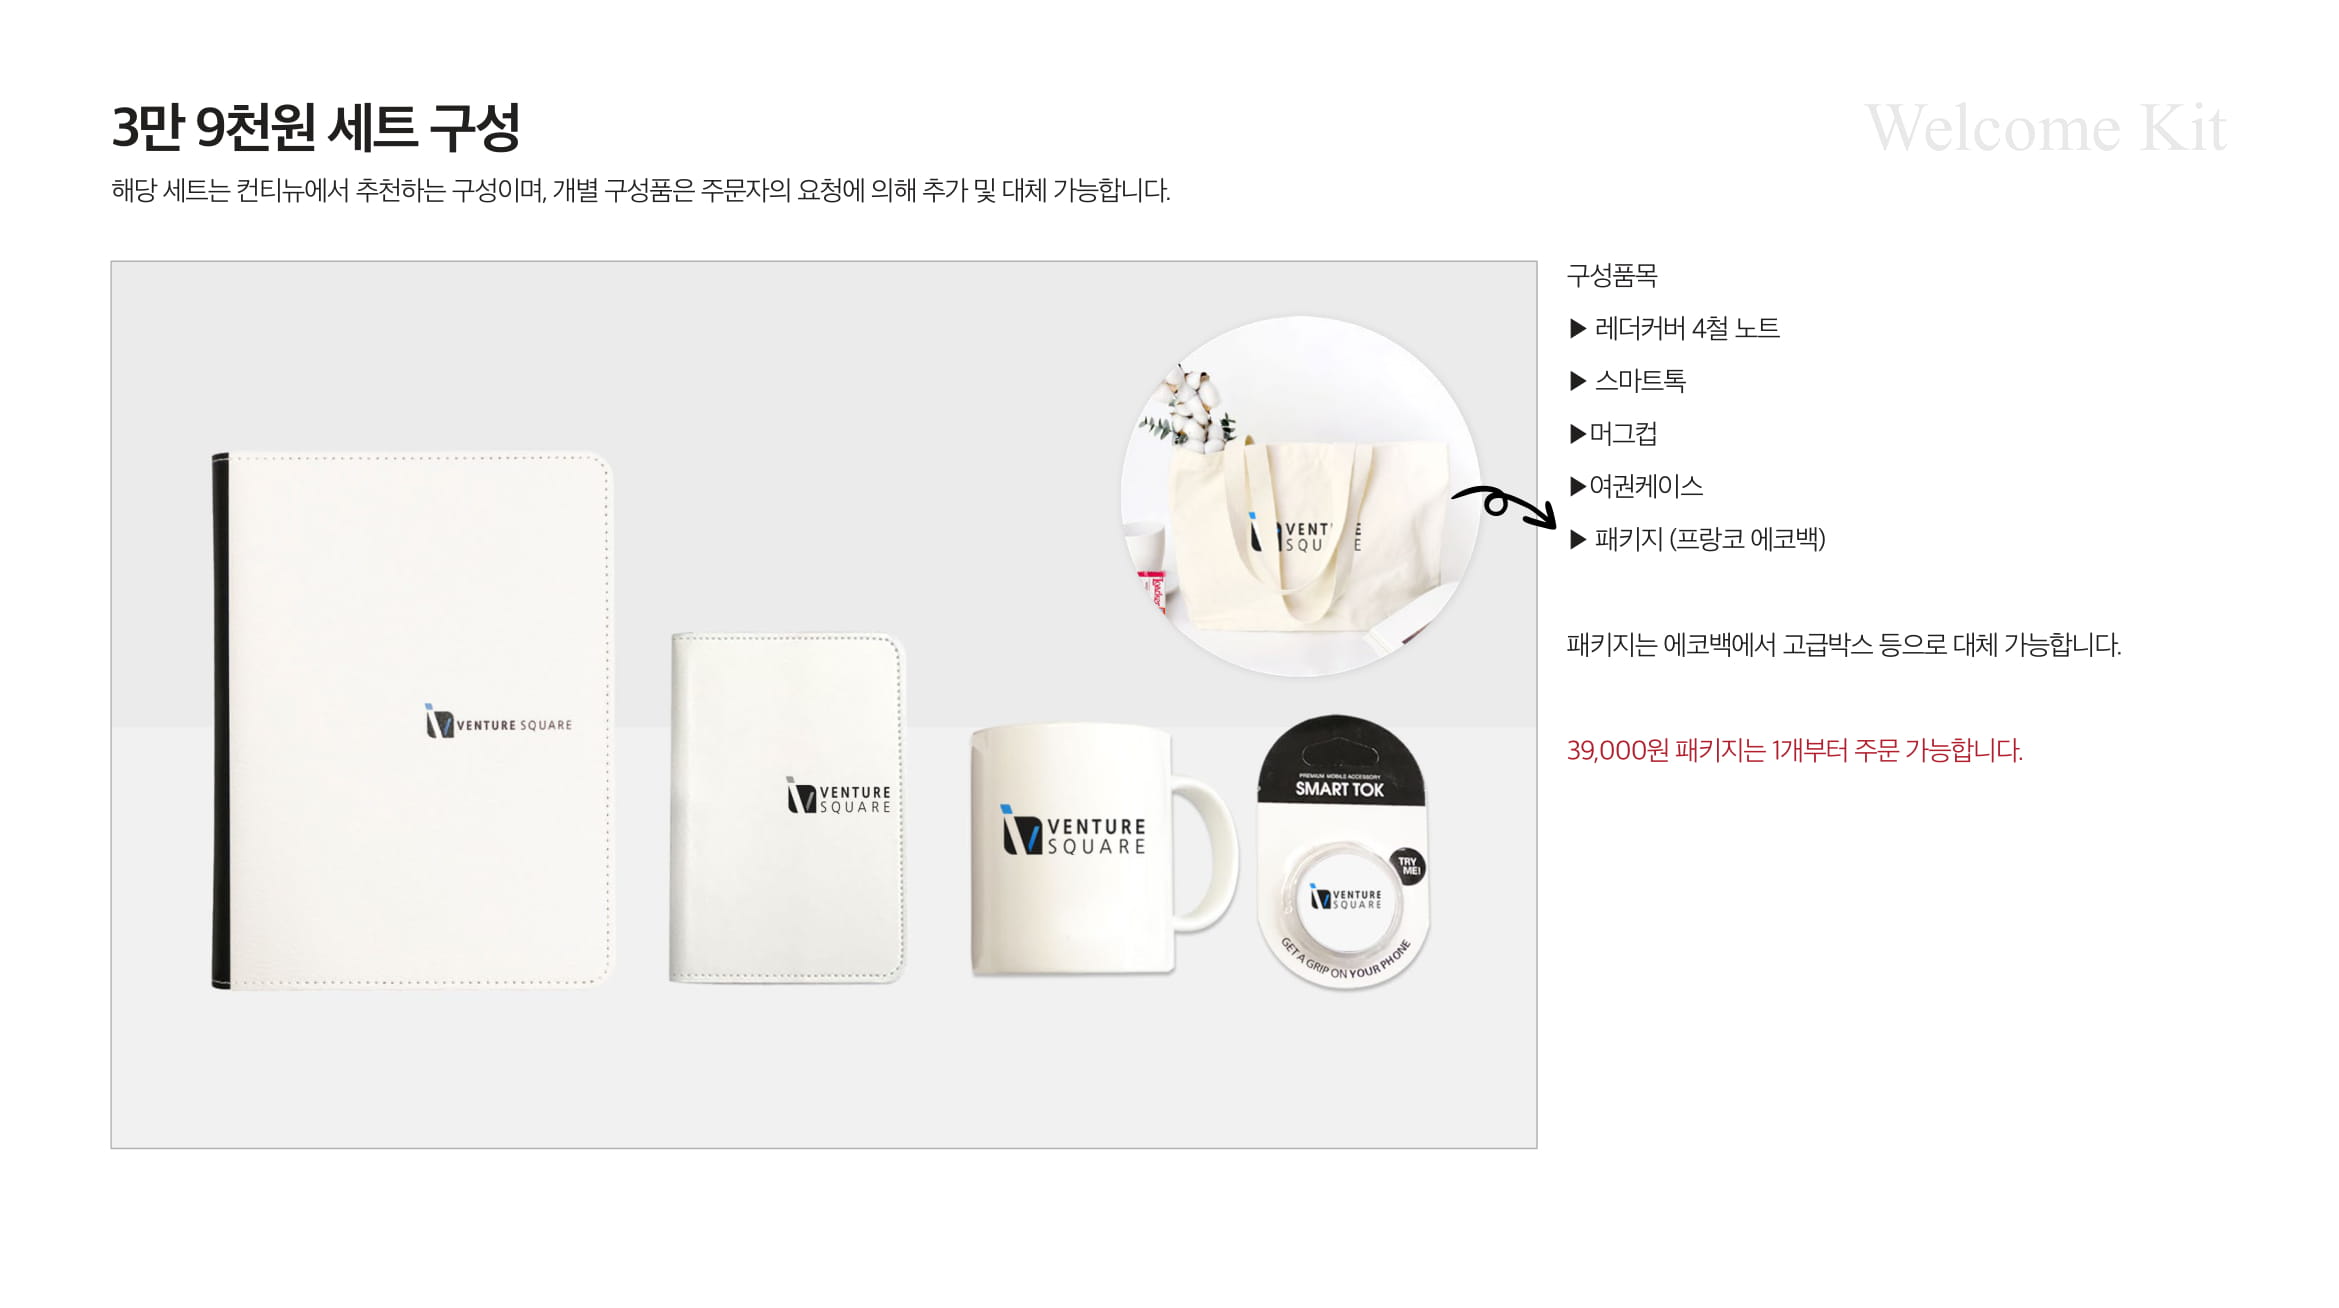 3만 9천원 세트 구성
Welcome Kit
해당 세트는 컨티뉴에서 추천하는 구성이며, 개별 구성품은 주문자의 요청에 의해 추가 및 대체 가능합니다.
구성품목
▶ 레더커버 4철 노트
▶ 스마트톡
▶머그컵
▶여권케이스
▶ 패키지 (프랑코 에코백)
패키지는 에코백에서 고급박스 등으로 대체 가능합니다.
39,000원 패키지는 1개부터 주문 가능합니다.
VENT E
SQU E
Loacker
VENTURE SQUARE
VENTURE
SQUARE
VENTURE
SQUARE
PREMIUM MOBILE ACCESSORY
SMART TOK
TRY
ME!
VENTURE
SQUARE
GET A GRIP ON YOUR PHONE